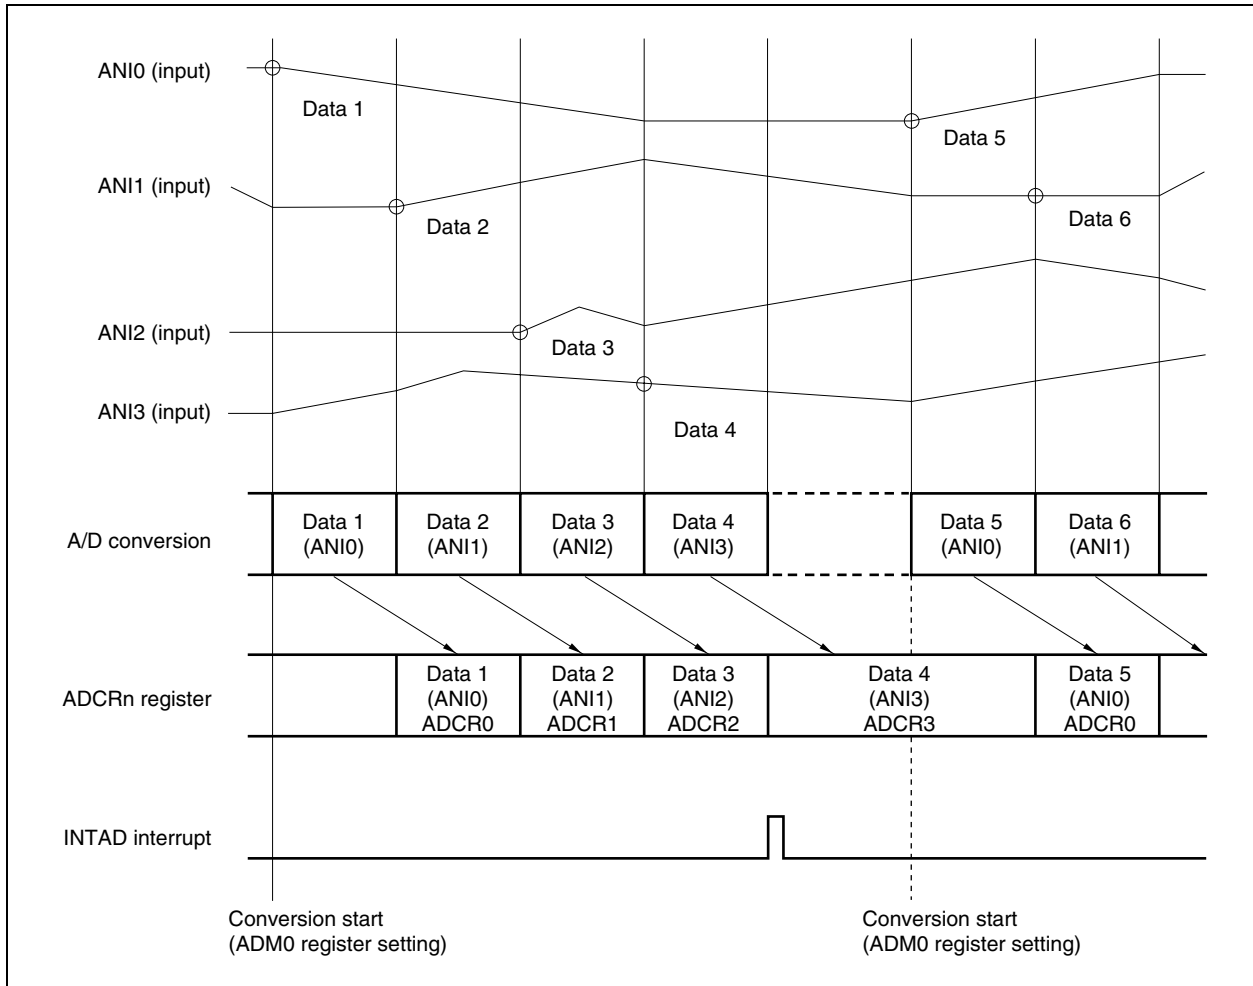 ANI0 (input)
Data 1
Data 5
ANI1 (input)
Data 2
Data 6
ANI2 (input)
Data 3
ANI3 (input)
Data 4
A/D conversion
Data 1
(ANI0)
Data 2
(ANI1)
Data 3
(ANI2)
Data 4
(ANI3)
Data 5
(ANI0)
Data 6
(ANI1)
ADCRn register
Data 1
(ANI0)
ADCR0
Data 2
(ANI1)
ADCR1
Data 3
(ANI2)
ADCR2
Data 4
(ANI3)
ADCR3
Data 5
(ANI0)
ADCR0
INTAD interrupt
Conversion start
(ADM0 register setting)
Conversion start
(ADM0 register setting)